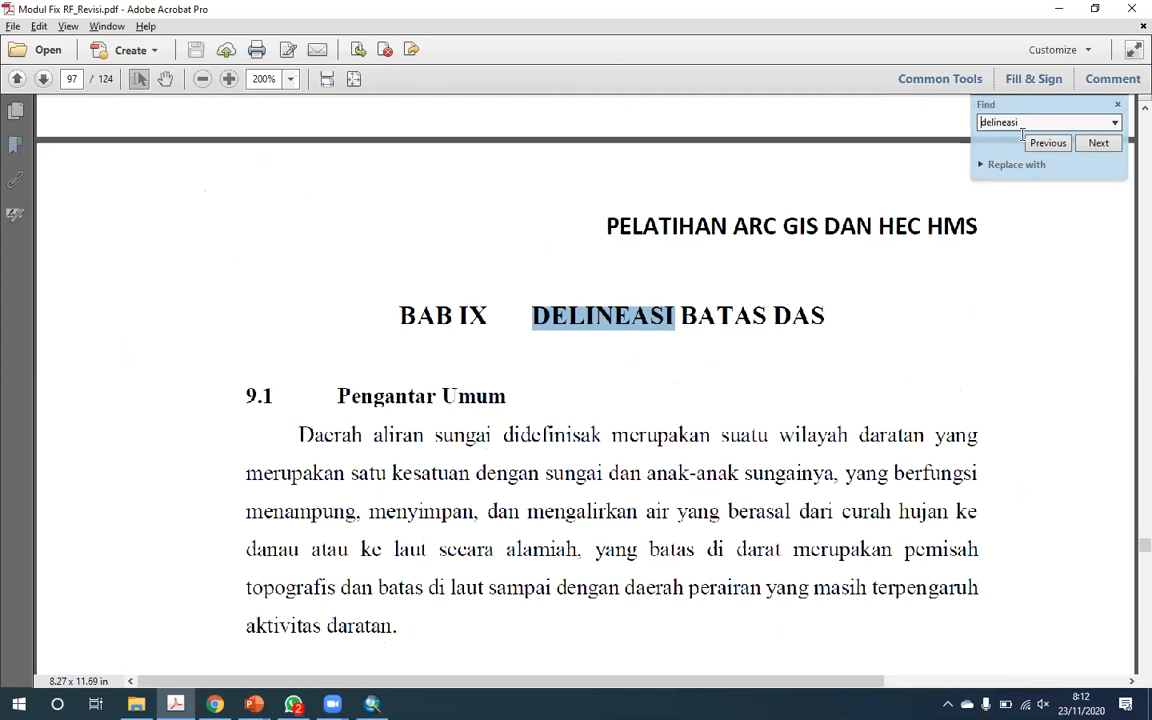 Modul Fix RF_Revisi.pdf - Adobe Acrobat Pro
File Edit View Window Help
Open Create Customize
97 / 124 200% Common Tools Fill & Sign Comment
Find
delineasi
Previous Next
Replace with
PELATIHAN ARC GIS DAN HEC HMS
BAB IX DELINEASI BATAS DAS
9.1 Pengantar Umum
Daerah aliran sungai didefinisak merupakan suatu wilayah daratan yang
merupakan satu kesatuan dengan sungai dan anak-anak sungainya, yang berfungsi
menampung, menyimpan, dan mengalirkan air yang berasal dari curah hujan ke
danau atau ke laut secara alamiah, yang batas di darat merupakan pemisah
topografis dan batas di laut sampai dengan daerah perairan yang masih terpengaruh
aktivitas daratan.
8.27 x 11.69 in
2
8:12
23/11/2020